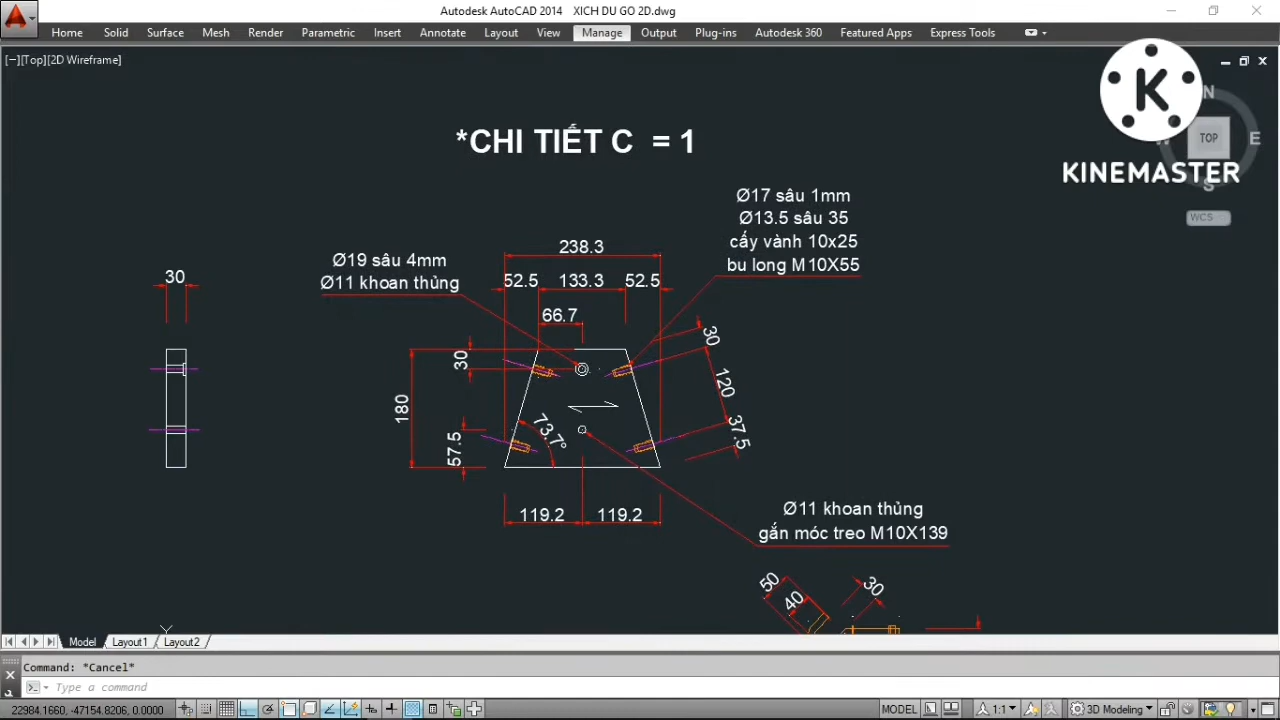 Autodesk AutoCAD 2014 XICH DU GO 2D.dwg
Home Solid Surface Mesh Render Parametric Insert Annotate Layout View Manage Output Plug-ins Autodesk 360 Featured Apps Express Tools
[−][Top][2D Wireframe]
K
N
TOP
E
KINEMASTER
S
WCS
*CHI TIẾT C = 1
Ø17 sâu 1mm
Ø13.5 sâu 35
cấy vành 10x25
bu long M10X55
Ø19 sâu 4mm
Ø11 khoan thủng
238.3
30
52.5 133.3 52.5
66.7
30
30
120
180
73.7°
57.5
37.5
119.2 119.2
Ø11 khoan thủng
gắn móc treo M10X139
50
40
30
Model Layout1 Layout2
Command: *Cancel*
Type a command
22984.1660, -47154.8206, 0.0000 MODEL 1:1 3D Modeling